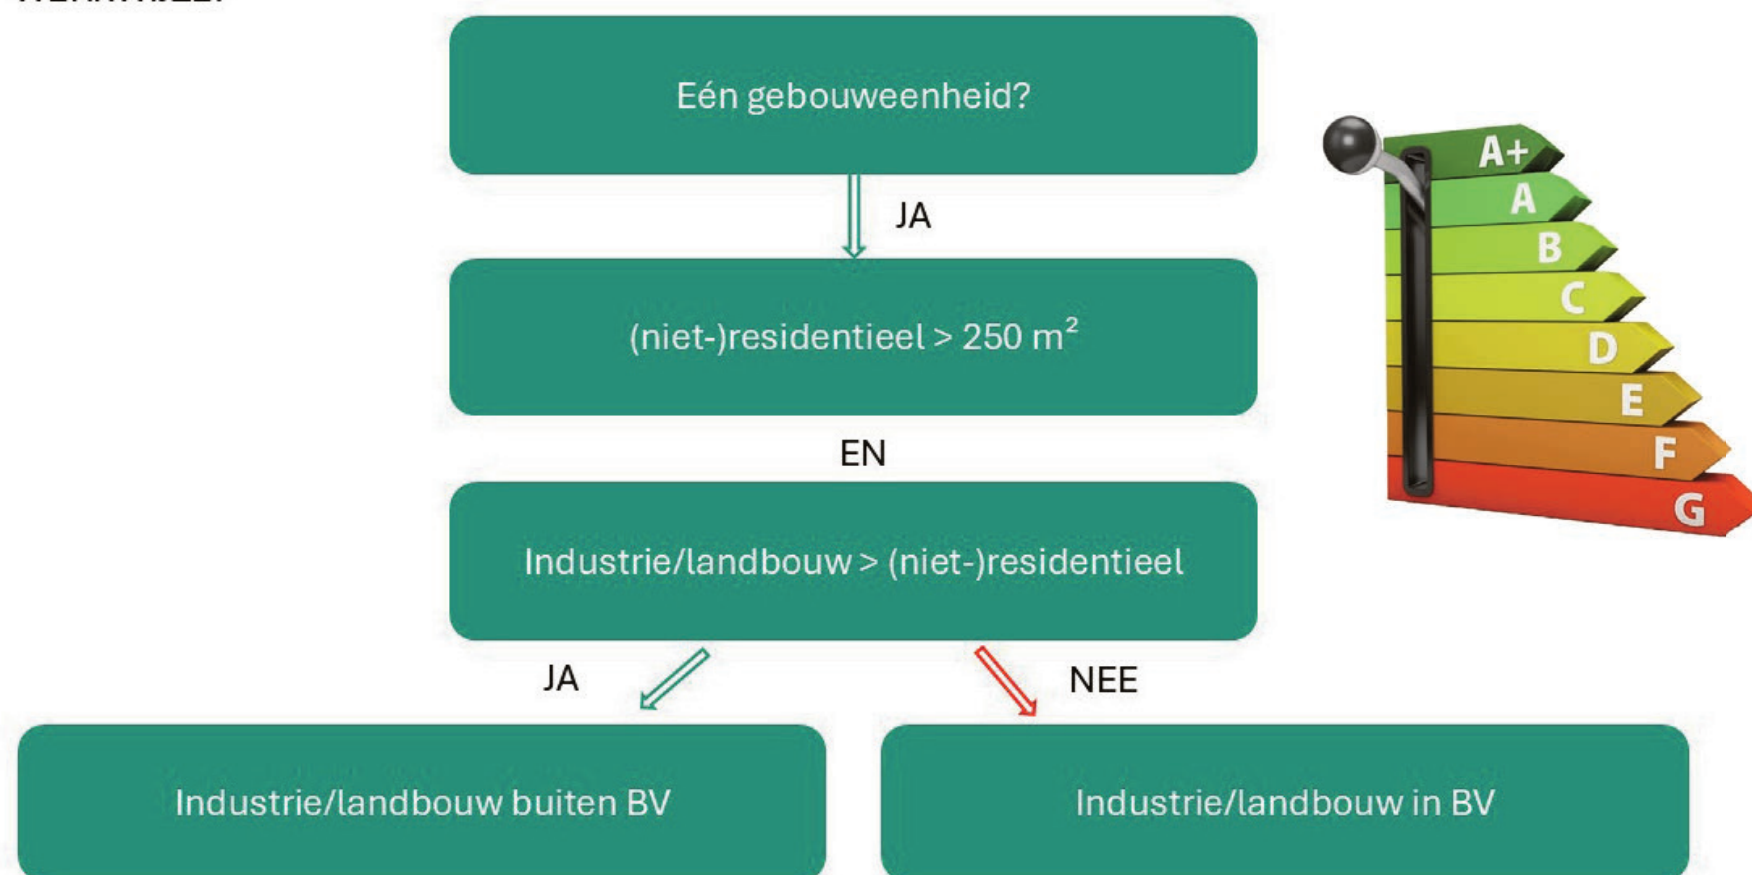 Eén gebouweenheid?
JA
(niet-)residentieel > 250 m²
EN
Industrie/landbouw > (niet-)residentieel
JA
NEE
Industrie/landbouw buiten BV
Industrie/landbouw in BV
A+
A
B
C
D
E
F
G